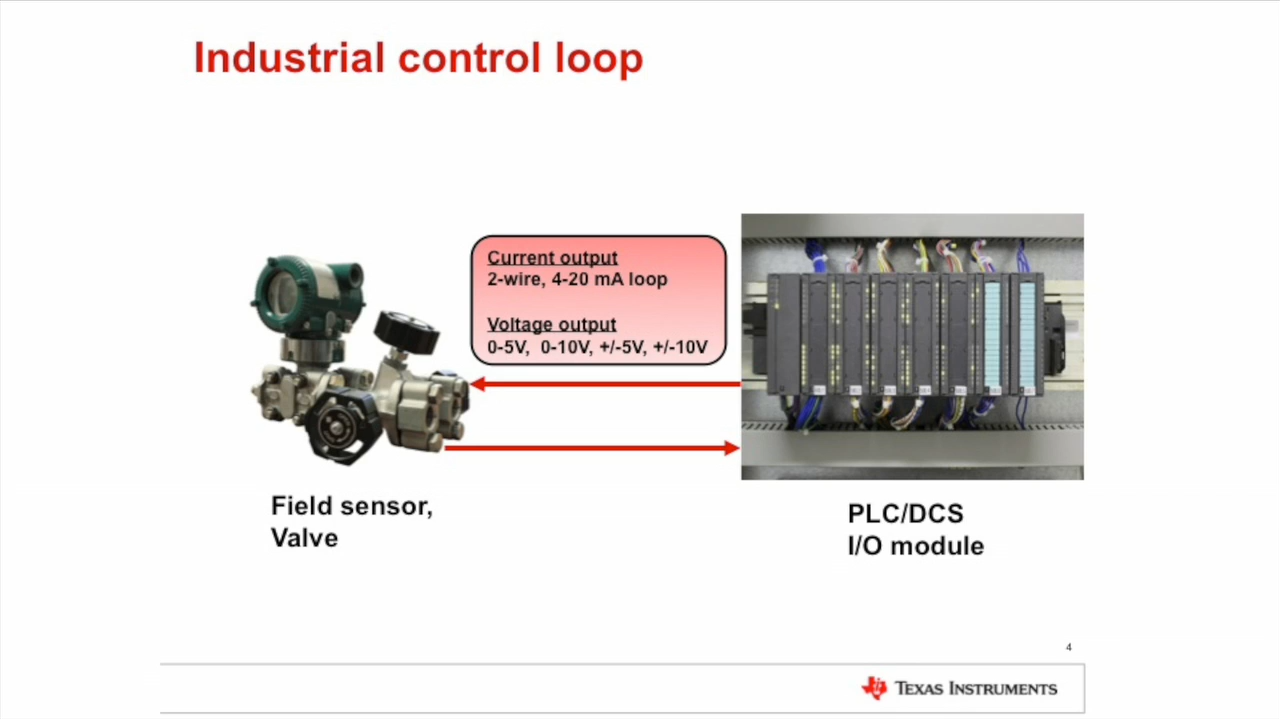 Industrial control loop
Current output
2-wire, 4-20 mA loop
Voltage output
0-5V, 0-10V, +/-5V, +/-10V
Field sensor,
Valve
PLC/DCS
I/O module
4
TEXAS INSTRUMENTS